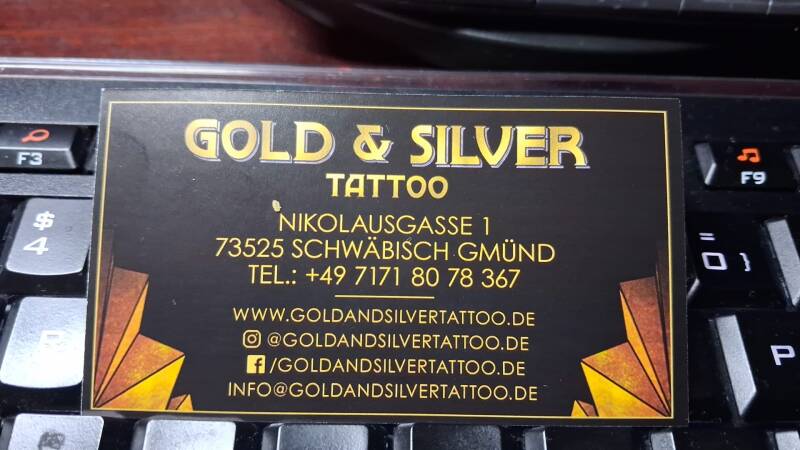 GOLD & SILVER
TATTOO
NIKOLAUSGASSE 1
73525 SCHWÄBISCH GMÜND
TEL.: +49 7171 80 78 367
WWW.GOLDANDSILVERTATTOO.DE
@GOLDANDSILVERTATTOO.DE
f /GOLDANDSILVERTATTOO.DE
INFO@GOLDANDSILVERTATTOO.DE
F3
F9
$
4
=
0 }
P